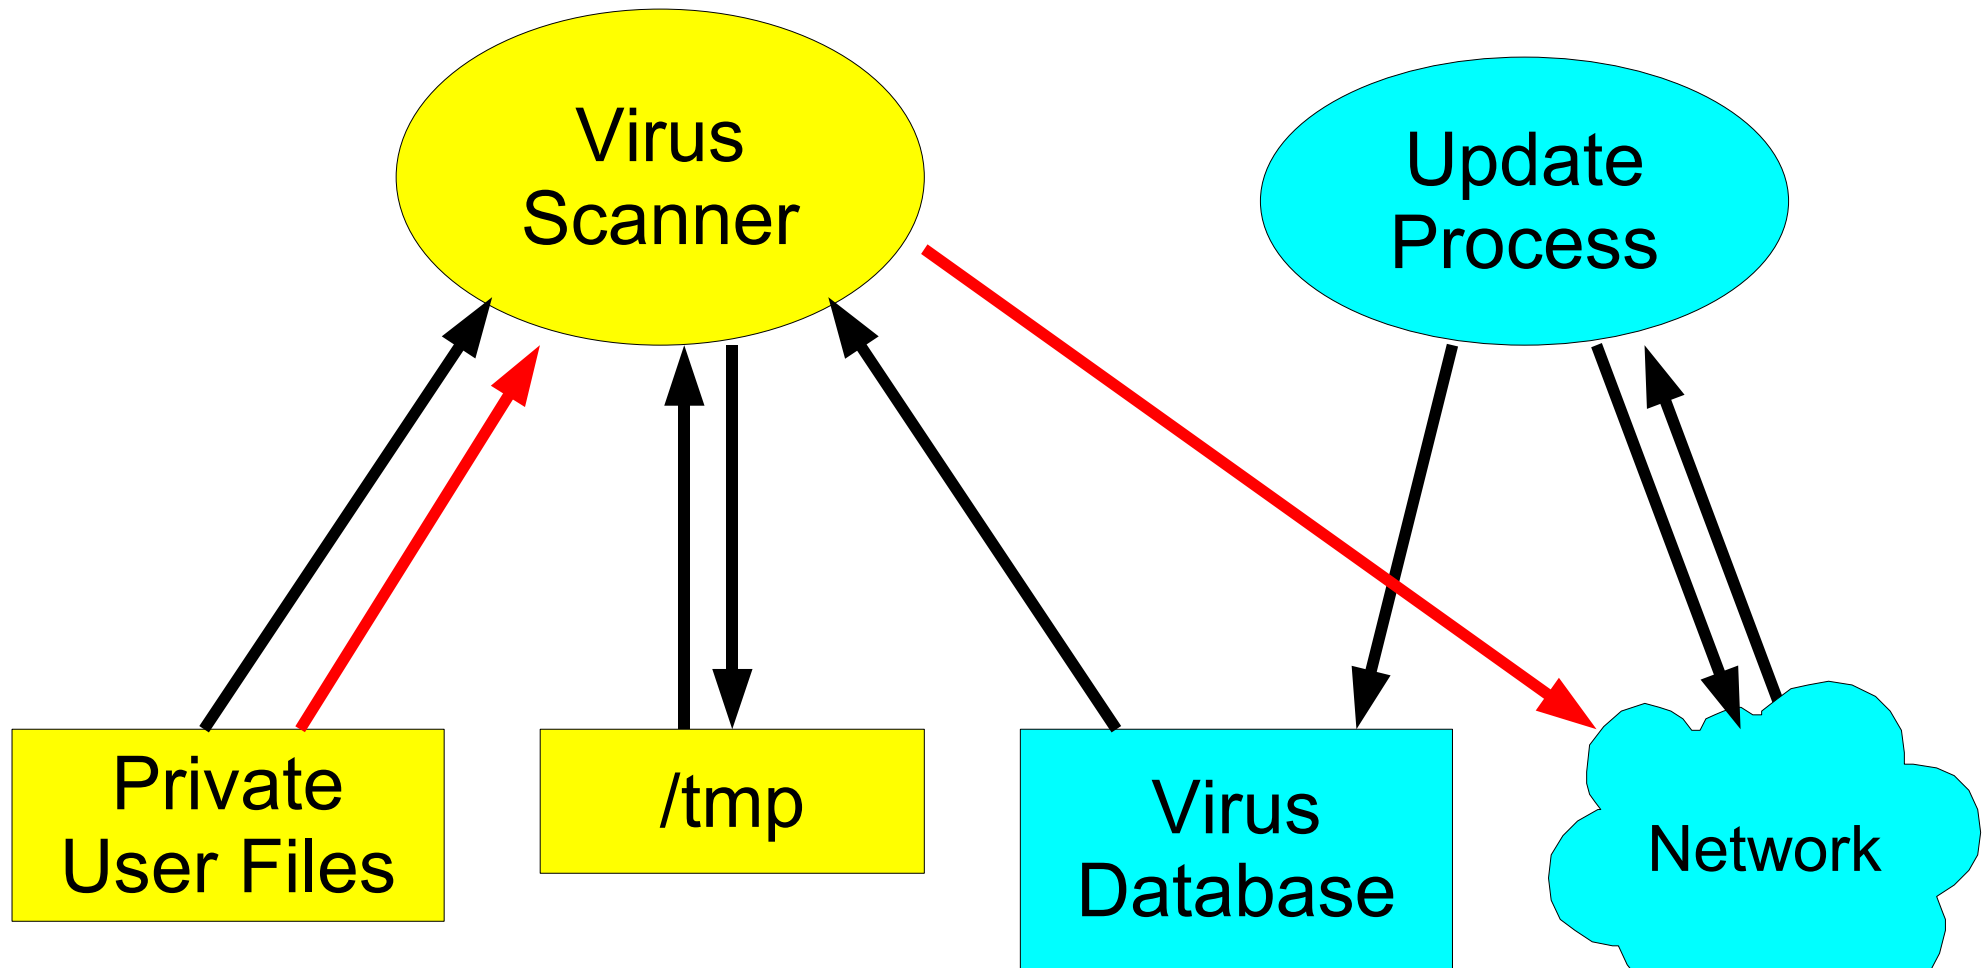 Virus
Scanner
Update
Process
Private
User Files
/tmp
Virus
Database
Network